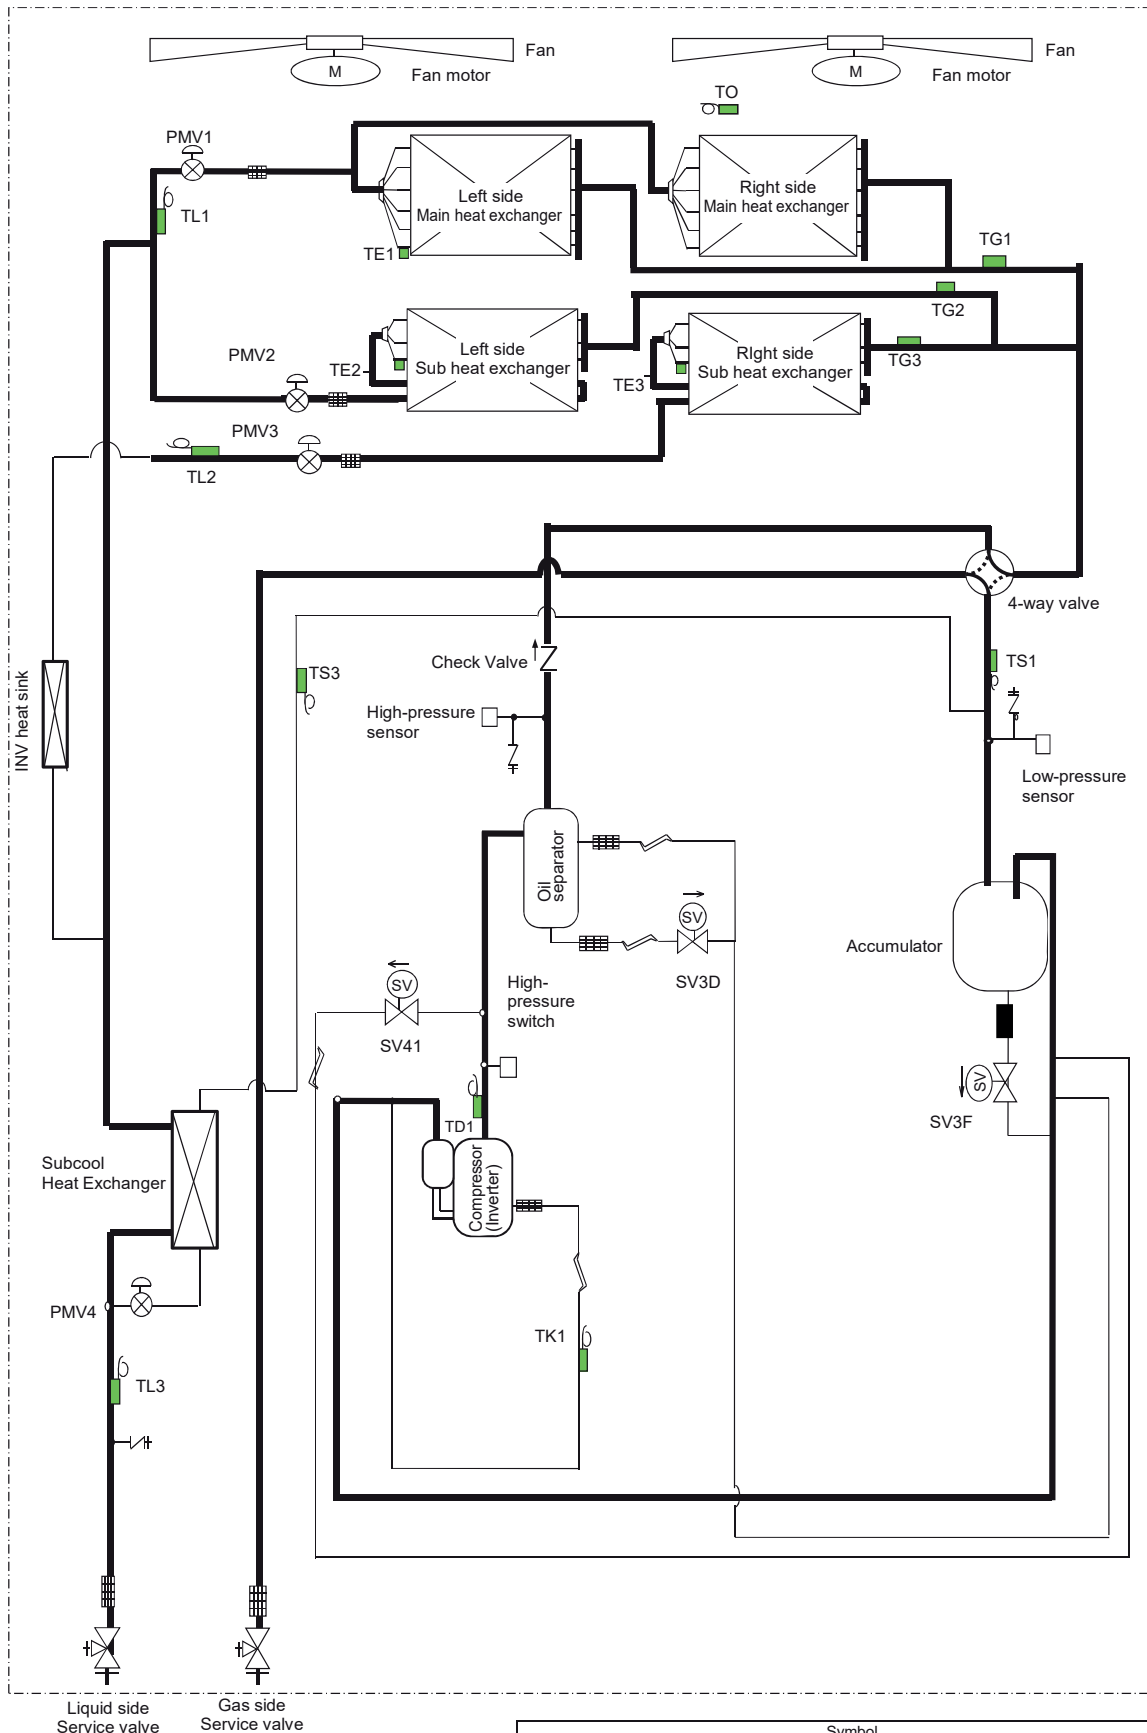 Fan
Fan
M
Fan motor
M
Fan motor
TO
PMV1
TL1
Left side
Main heat exchanger
Right side
Main heat exchanger
TE1
TG1
TG2
PMV2
TE2
Left side
Sub heat exchanger
TE3
RIght side
Sub heat exchanger
TG3
PMV3
TL2
4-way valve
INV heat sink
TS3
Check Valve
TS1
High-pressure
sensor
Low-pressure
sensor
Oil
separator
SV
SV3D
Accumulator
SV
SV41
High-
pressure
switch
SV
SV3F
TD1
Compressor
(Inverter)
Subcool
Heat Exchanger
PMV4
TK1
TL3
Liquid side
Service valve
Gas side
Service valve
Symbol